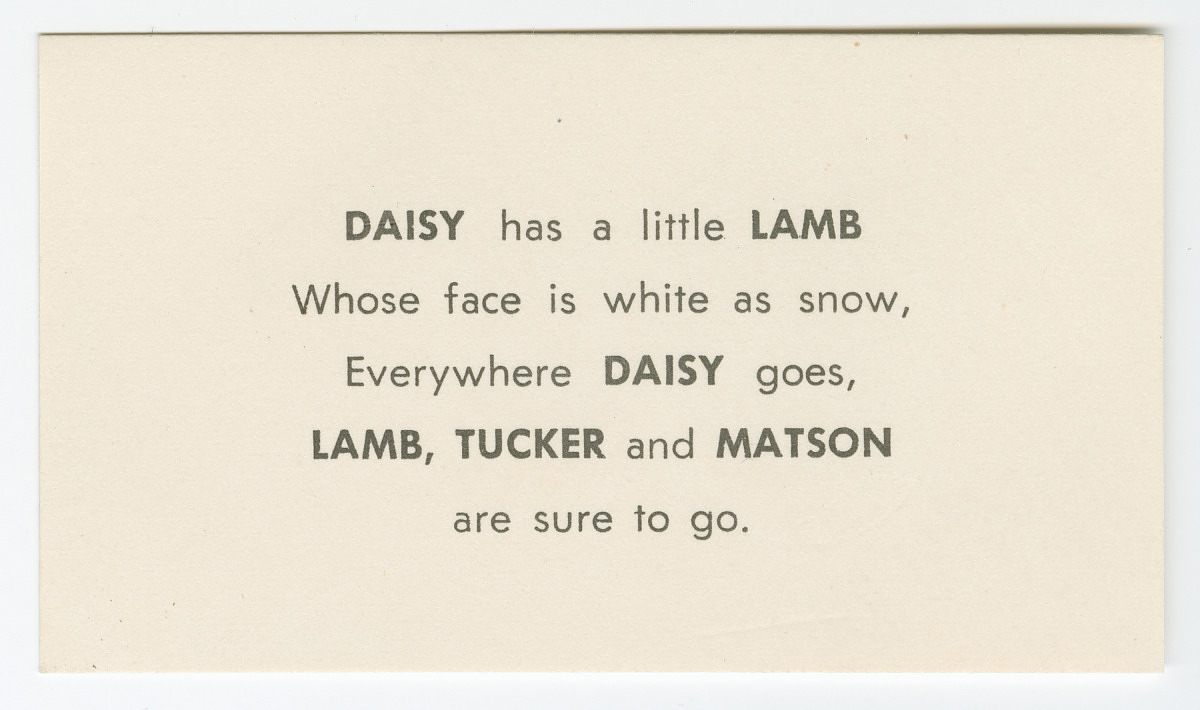 DAISY has a little LAMB
Whose face is white as snow,
Everywhere DAISY goes,
LAMB, TUCKER and MATSON
are sure to go.